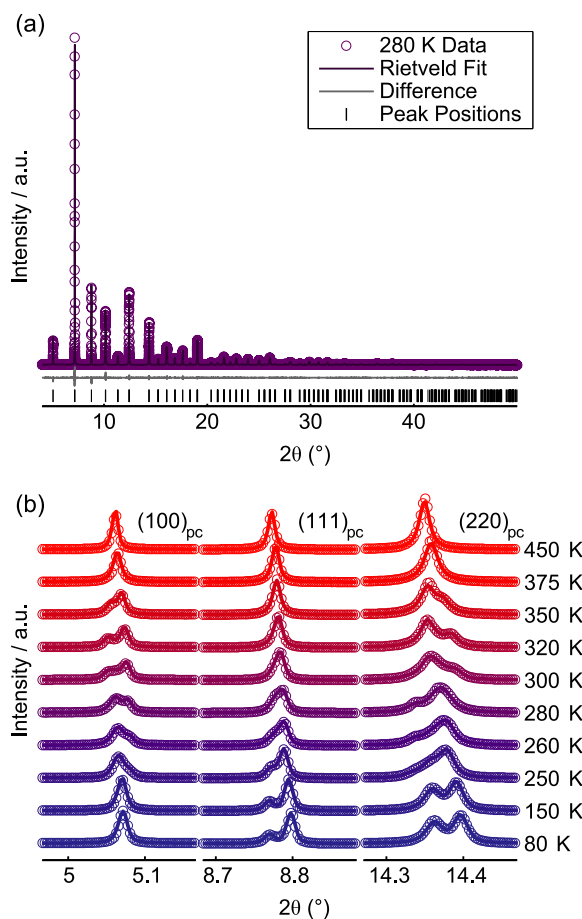 (a)
280 K Data
Rietveld Fit
Difference
Peak Positions
Intensity / a.u.
10 20 30 40
2θ (°)
(b)
(100)pc (111)pc (220)pc
450 K
375 K
350 K
320 K
300 K
280 K
260 K
250 K
150 K
80 K
Intensity / a.u.
5 5.1 8.7 8.8 14.3 14.4
2θ (°)